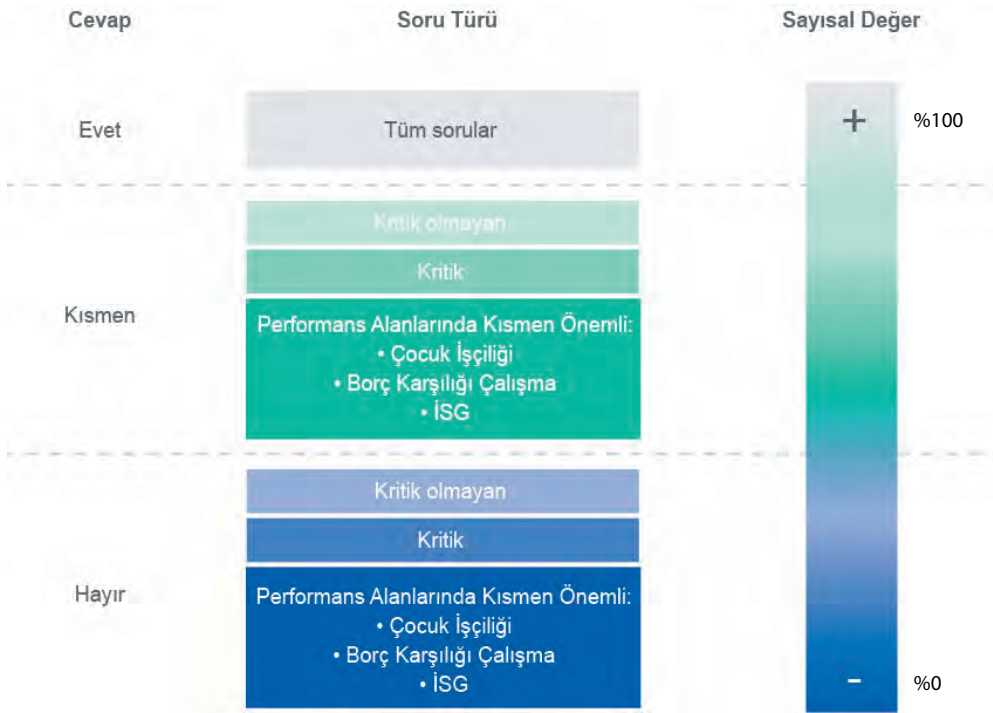 Cevap Soru Türü Sayısal Değer
Evet Tüm sorular + %100
Kritik olmayan
Kritik
Kısmen
Performans Alanlarında Kısmen Önemli:
• Çocuk İşçiliği
• Borç Karşılığı Çalışma
• İSG
Kritik olmayan
Kritik
Hayır
Performans Alanlarında Kısmen Önemli:
• Çocuk İşçiliği
• Borç Karşılığı Çalışma
• İSG
- %0